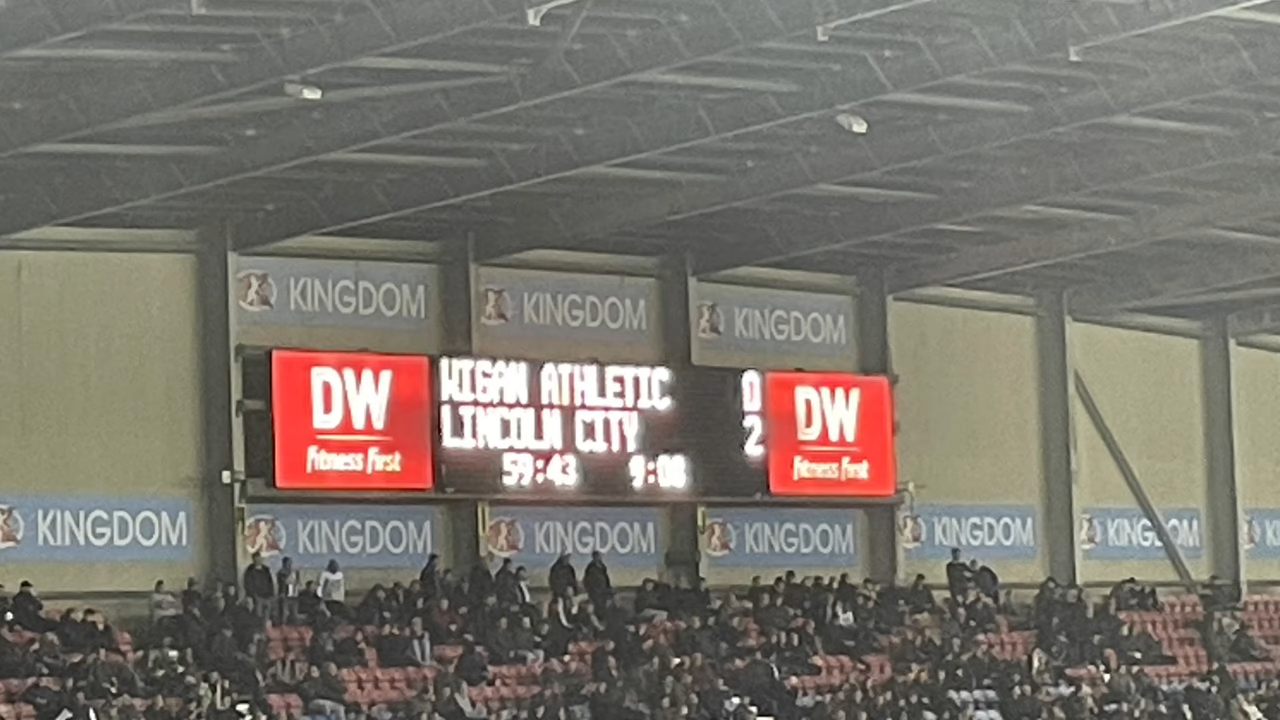 KINGDOM KINGDOM KINGDOM
DW
Fitness First
WIGAN ATHLETIC 0
LINCOLN CITY 2
59:43 9:08
DW
Fitness First
KINGDOM KINGDOM KINGDOM KINGDOM KINGDOM KINGDOM